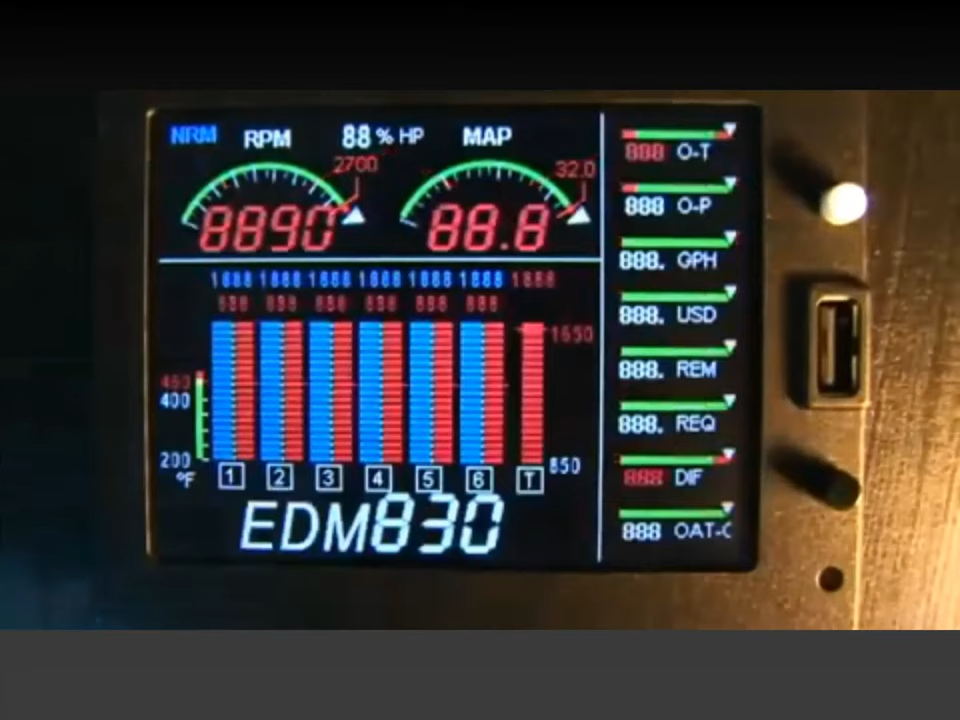 NRM RPM 88 % HP MAP
2700 32.0
8890 88.8
1888 1888 1888 1888 1888 1888 1888
888 888 888 888 888 888
1650
460
400
200 850
°F
1 2 3 4 5 6 T
EDM830
888 O-T
888 O-P
888. GPH
888. USD
888. REM
888. REQ
888 DIF
888 OAT-C